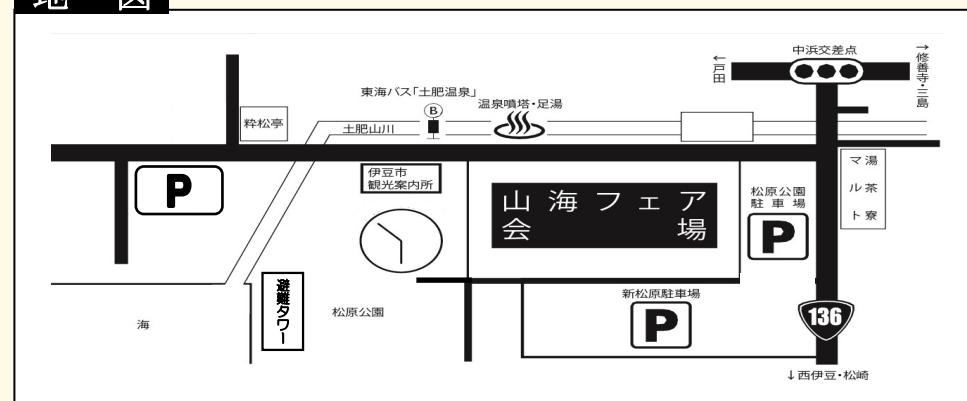 地 図
中浜交差点
←戸田
→修善寺・三島
東海バス「土肥温泉」
B
温泉噴塔・足湯
粋松亭
土肥山川
伊豆市
観光案内所
P
山海フェア
会場
松原公園
駐車場
P
湯茶寮
マルト
新松原駐車場
P
136
避難タワー
松原公園
海
↓西伊豆・松崎